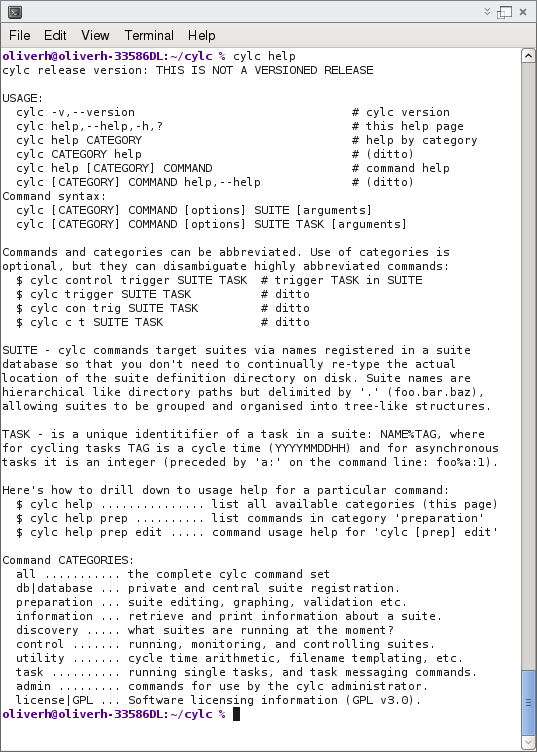 File Edit View Terminal Help
oliverh@oliverh-33586DL:~/cylc % cylc help
cylc release version: THIS IS NOT A VERSIONED RELEASE
USAGE:
cylc -v,--version # cylc version
cylc help,--help,-h,? # this help page
cylc help CATEGORY # help by category
cylc CATEGORY help # (ditto)
cylc help [CATEGORY] COMMAND # command help
cylc [CATEGORY] COMMAND help,--help # (ditto)
Command syntax:
cylc [CATEGORY] COMMAND [options] SUITE [arguments]
cylc [CATEGORY] COMMAND [options] SUITE TASK [arguments]
Commands and categories can be abbreviated. Use of categories is
optional, but they can disambiguate highly abbreviated commands:
$ cylc control trigger SUITE TASK # trigger TASK in SUITE
$ cylc trigger SUITE TASK # ditto
$ cylc con trig SUITE TASK # ditto
$ cylc c t SUITE TASK # ditto
SUITE - cylc commands target suites via names registered in a suite
database so that you don't need to continually re-type the actual
location of the suite definition directory on disk. Suite names are
hierarchical like directory paths but delimited by '.' (foo.bar.baz),
allowing suites to be grouped and organised into tree-like structures.
TASK - is a unique identitifier of a task in a suite: NAME%TAG, where
for cycling tasks TAG is a cycle time (YYYYMMDDHH) and for asynchronous
tasks it is an integer (preceded by 'a:' on the command line: foo%a:1).
Here's how to drill down to usage help for a particular command:
$ cylc help ............... list all available categories (this page)
$ cylc help prep .......... list commands in category 'preparation'
$ cylc help prep edit ..... command usage help for 'cylc [prep] edit'
Command CATEGORIES:
all ........... the complete cylc command set
db|database ... private and central suite registration.
preparation ... suite editing, graphing, validation etc.
information ... retrieve and print information about a suite.
discovery ..... what suites are running at the moment?
control ....... running, monitoring, and controlling suites.
utility ....... cycle time arithmetic, filename templating, etc.
task .......... running single tasks, and task messaging commands.
admin ......... commands for use by the cylc administrator.
license|GPL ... Software licensing information (GPL v3.0).
oliverh@oliverh-33586DL:~/cylc %